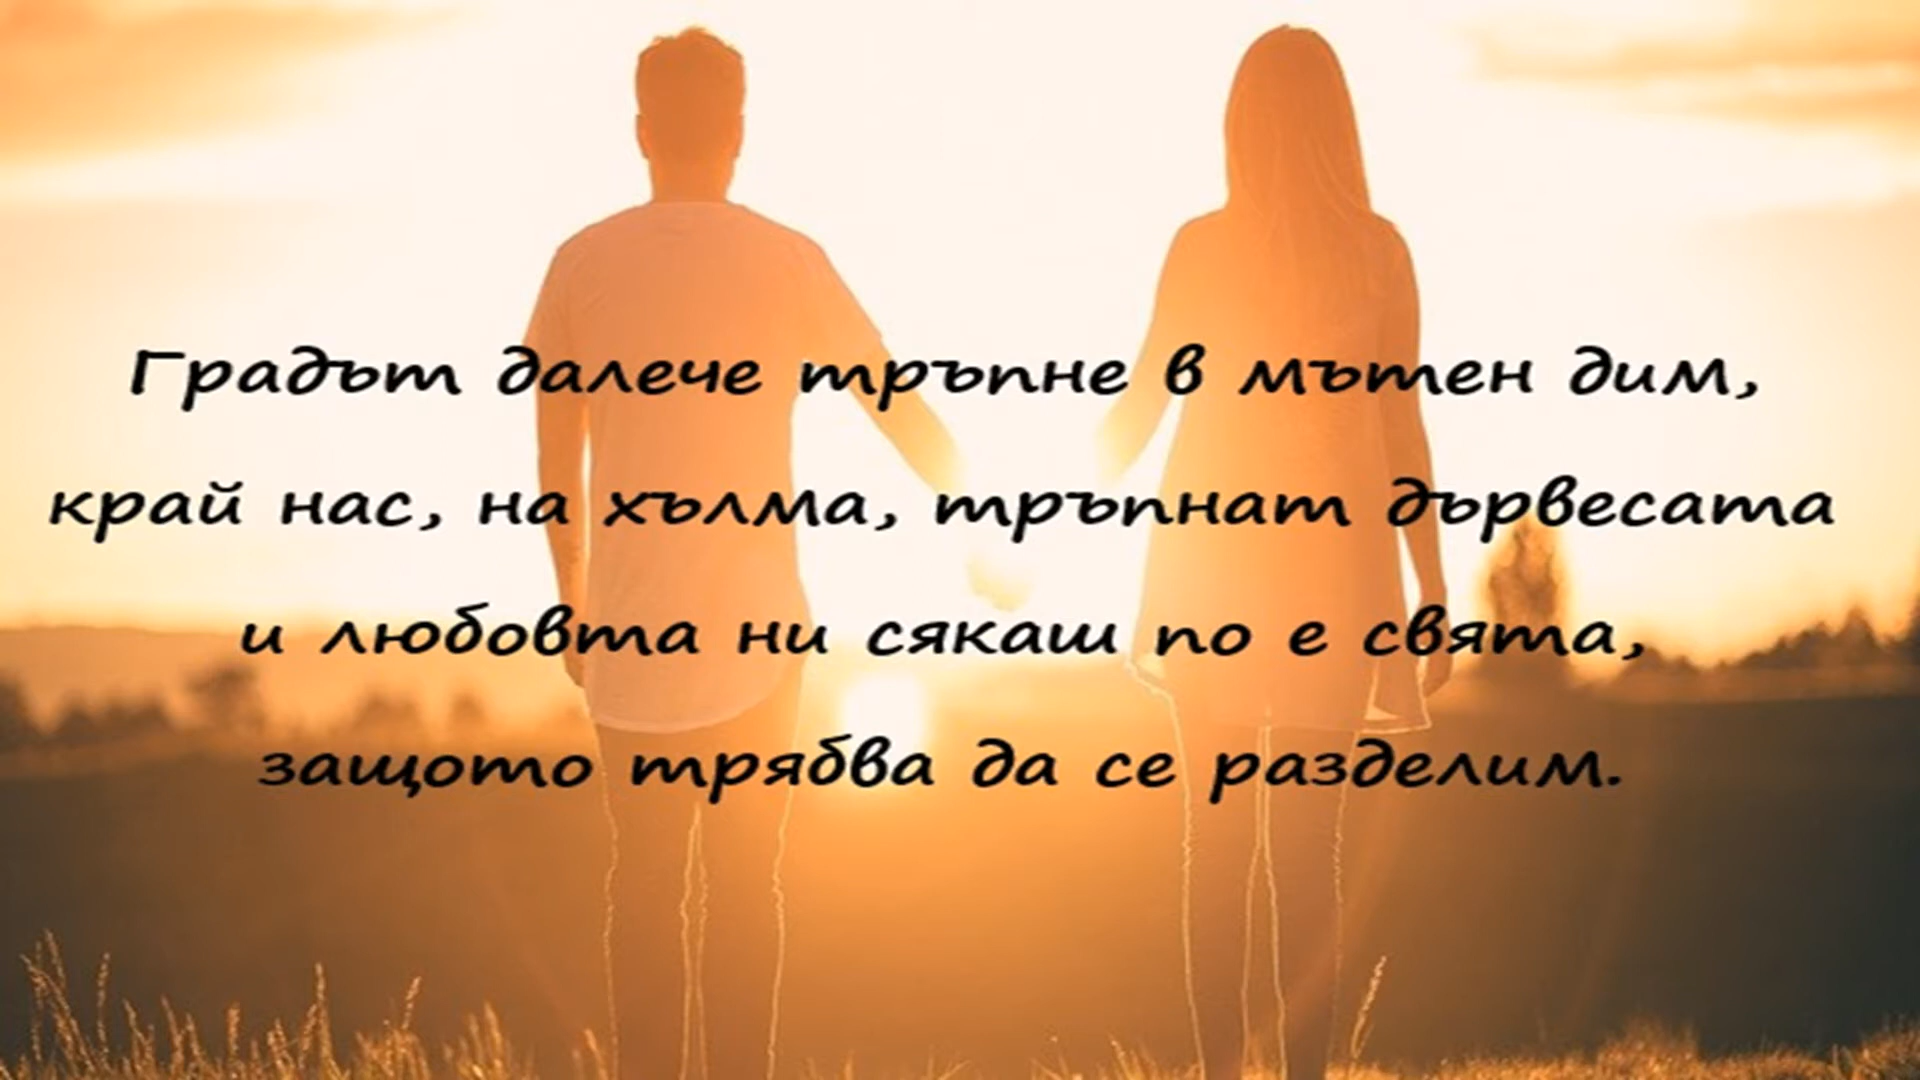 Градът далече тръпне в мътен дим,
край нас, на хълма, тръпнат дървесата
и любовта ни сякаш по е свята,
защото трябва да се разделим.